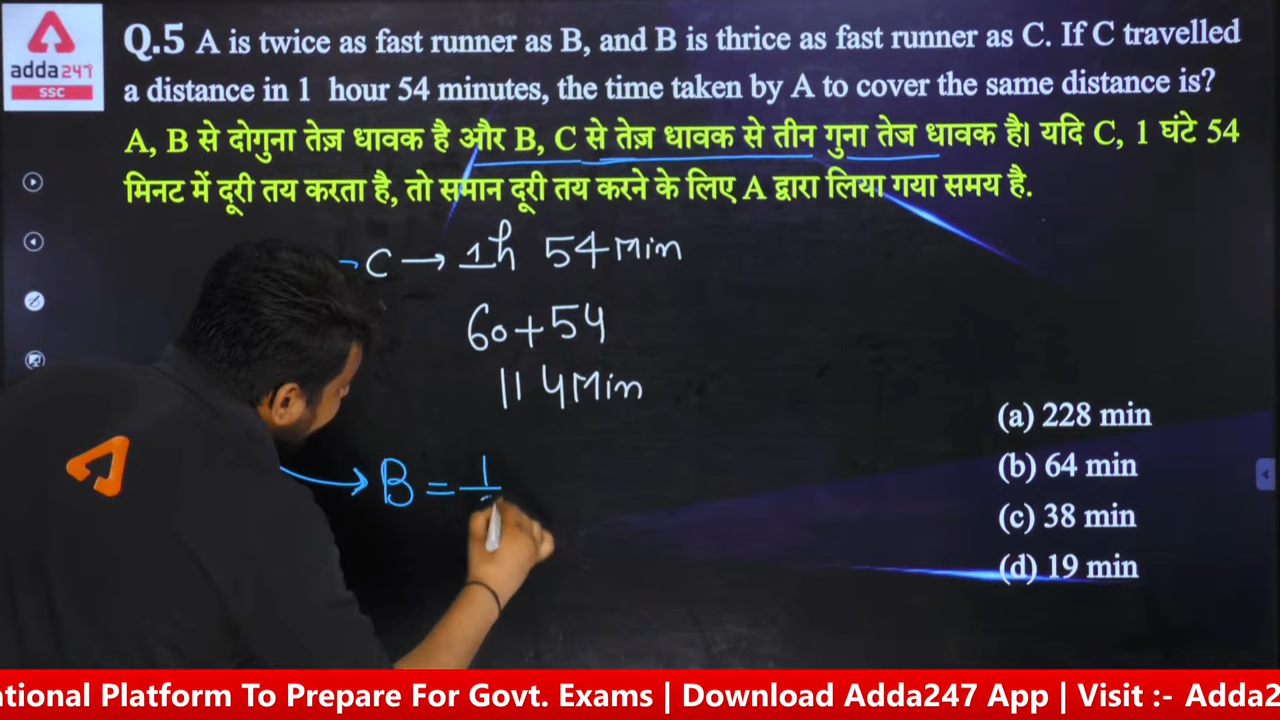 adda247
SSC
Q.5 A is twice as fast runner as B, and B is thrice as fast runner as C. If C travelled
a distance in 1 hour 54 minutes, the time taken by A to cover the same distance is?
A, B से दोगुना तेज़ धावक है और B, C से तेज़ धावक से तीन गुना तेज धावक है। यदि C, 1 घंटे 54
मिनट में दूरी तय करता है, तो समान दूरी तय करने के लिए A द्वारा लिया गया समय है.
C → 1h 54 Min
60+54
114 Min
→ B = 1
(a) 228 min
(b) 64 min
(c) 38 min
(d) 19 min
ational Platform To Prepare For Govt. Exams | Download Adda247 App | Visit :- Adda2